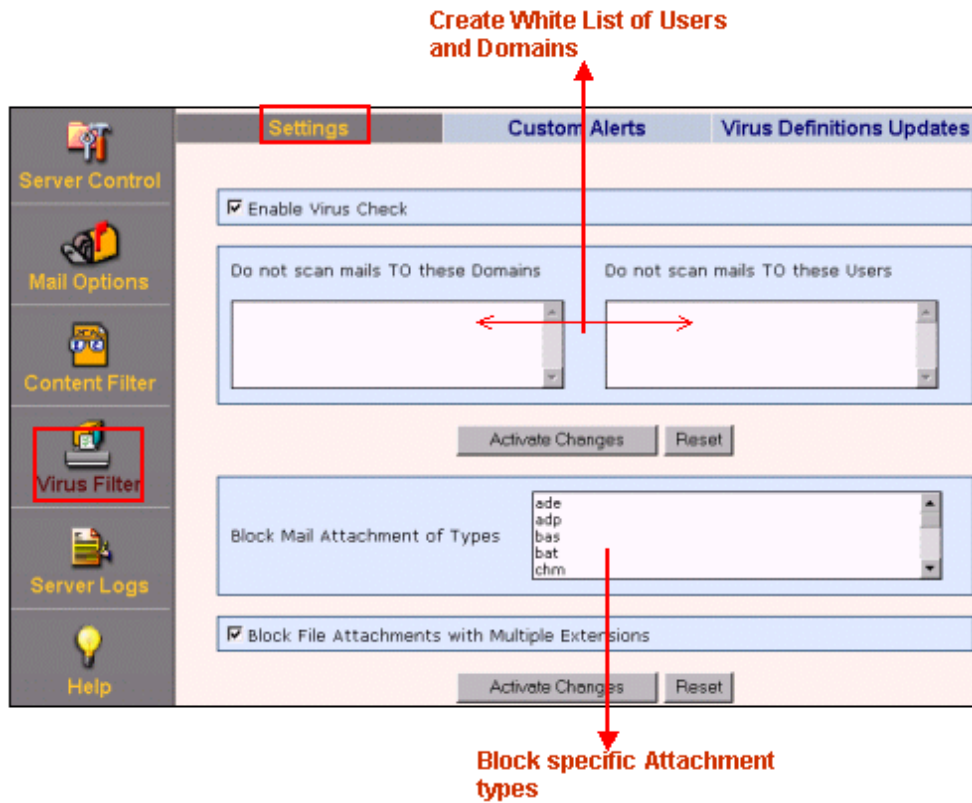 Create White List of Users
and Domains
Settings
Custom Alerts
Virus Definitions Updates
Server Control
Mail Options
Content Filter
Virus Filter
Server Logs
Help
Enable Virus Check
Do not scan mails TO these Domains
Do not scan mails TO these Users
Activate Changes
Reset
Block Mail Attachment of Types
ade
adp
bas
bat
chm
Block File Attachments with Multiple Extensions
Activate Changes
Reset
Block specific Attachment
types